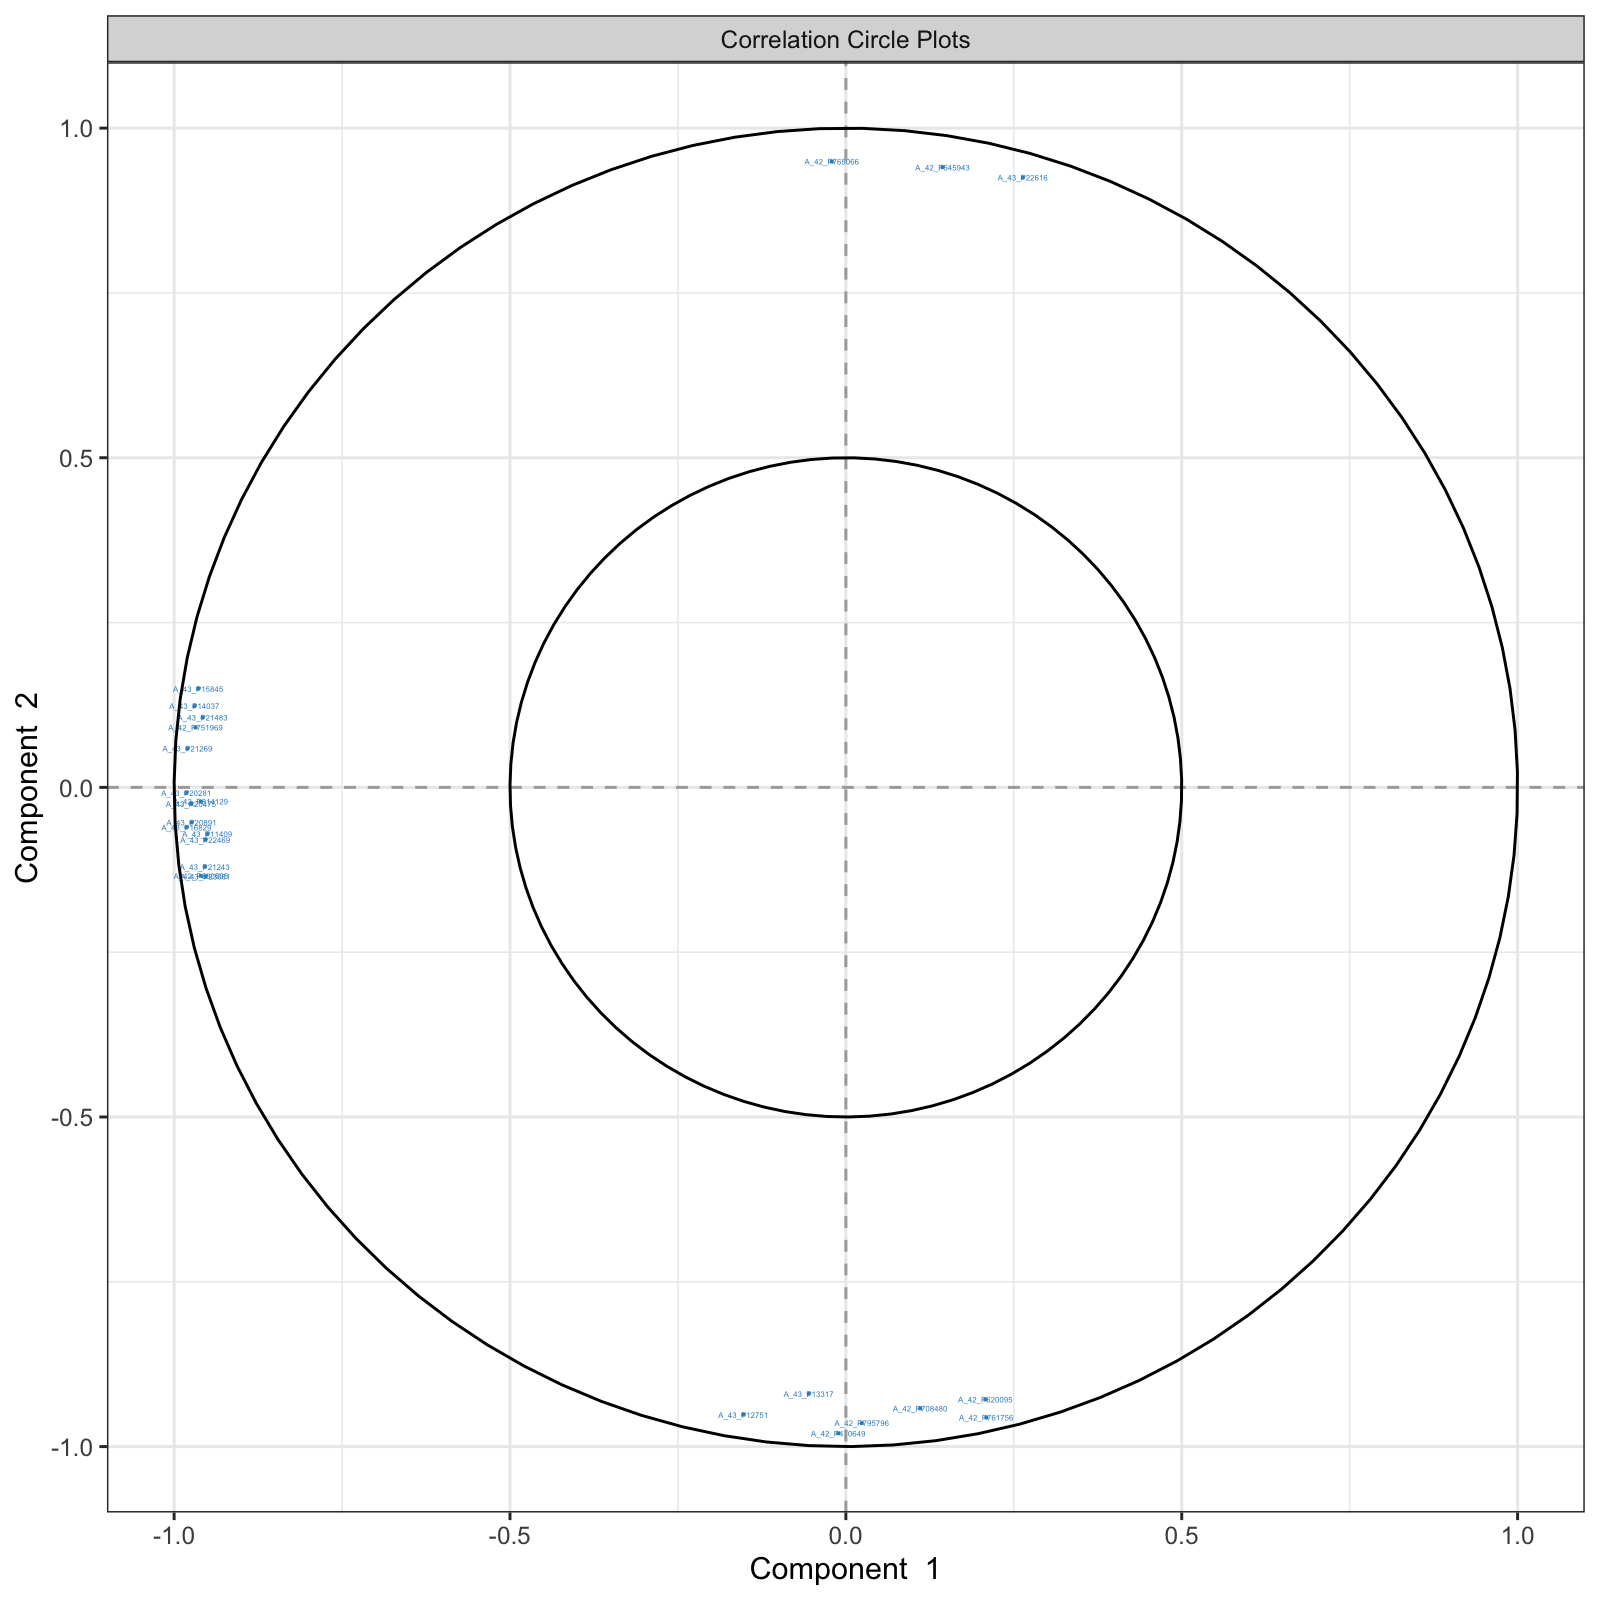 Correlation Circle Plots
1.0
A_42_P765066
A_42_P545943
A_43_P22616
0.5
A_43_P15845
A_43_P14037
A_43_P21483
A_42_P751969
A_43_P21269
0.0
A_43_P20281
A_43_P20475
A_43_P20891
A_43_P16829
A_43_P11409
A_43_P22469
A_43_P21243
-0.5
A_43_P13317
A_42_P620095
A_42_P708480
A_43_P12751
A_42_P761756
A_42_P795796
-1.0
-1.0
-0.5
0.0
0.5
1.0
Component 1
Component 2